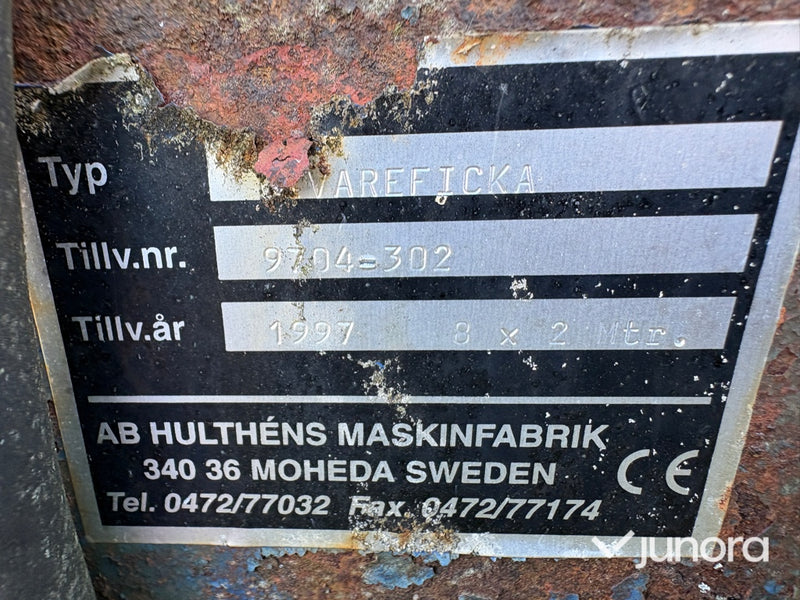 Typ VAREFICKA
Tillv.nr. 9704=302
Tillv.år 1997 8 x 2 Mtr.
AB HULTHÉNS MASKINFABRIK
340 36 MOHEDA SWEDEN
Tel. 0472/77032 Fax. 0472/77174
CE
junora